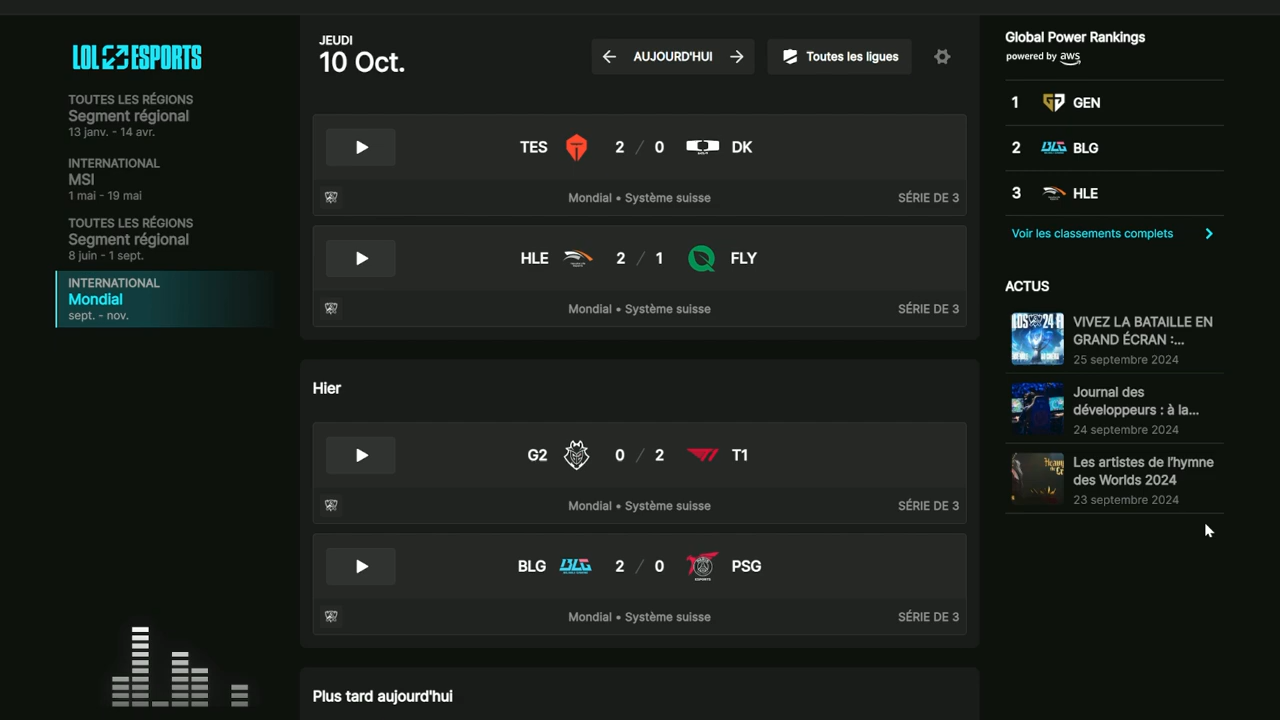 LOL ESPORTS
TOUTES LES RÉGIONS
Segment régional
13 janv. - 14 avr.
INTERNATIONAL
MSI
1 mai - 19 mai
TOUTES LES RÉGIONS
Segment régional
8 juin - 1 sept.
INTERNATIONAL
Mondial
sept. - nov.
JEUDI
10 Oct.
AUJOURD'HUI
Toutes les ligues
TES 2 / 0 DK
Mondial • Système suisse SÉRIE DE 3
HLE 2 / 1 FLY
Mondial • Système suisse SÉRIE DE 3
Hier
G2 0 / 2 T1
Mondial • Système suisse SÉRIE DE 3
BLG 2 / 0 PSG
Mondial • Système suisse SÉRIE DE 3
Plus tard aujourd'hui
Global Power Rankings
powered by aws
1 GEN
2 BLG BLG
3 HLE
Voir les classements complets
ACTUS
VIVEZ LA BATAILLE EN
GRAND ÉCRAN :...
25 septembre 2024
Journal des
développeurs : à la...
24 septembre 2024
Les artistes de l'hymne
des Worlds 2024
23 septembre 2024